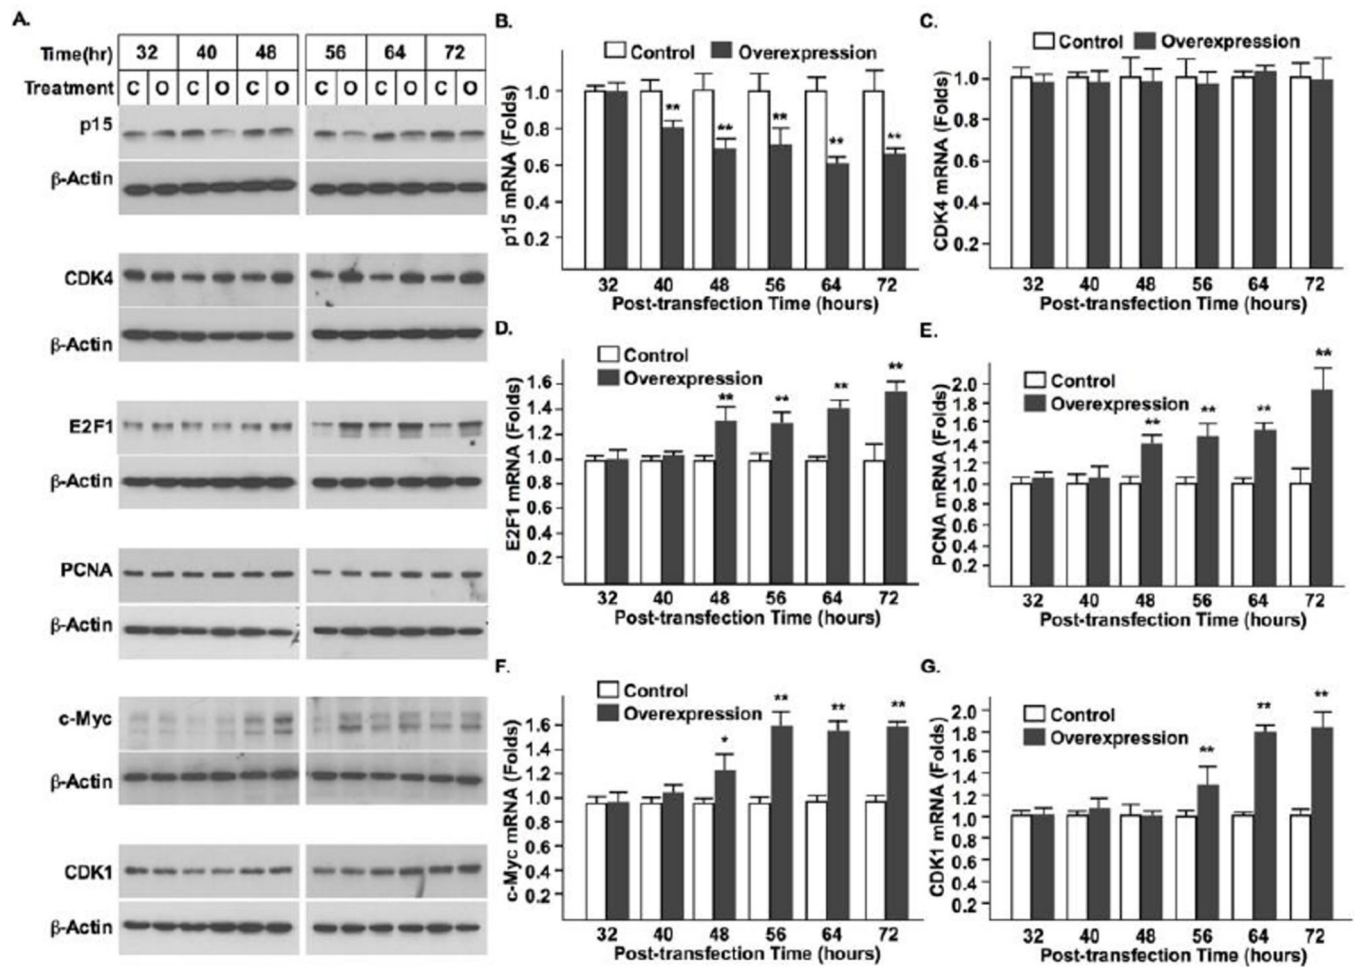 A.
Time(hr) 32 40 48 56 64 72
Treatment C O C O C O C O C O C O
p15
β-Actin
CDK4
β-Actin
E2F1
β-Actin
PCNA
β-Actin
c-Myc
β-Actin
CDK1
β-Actin
B.
Control Overexpression
p15 mRNA (Folds)
1.0
0.8
0.6
0.4
0.2
** ** ** ** **
32 40 48 56 64 72
Post-transfection Time (hours)
C.
Control Overexpression
CDK4 mRNA (Folds)
1.0
0.8
0.6
0.4
0.2
32 40 48 56 64 72
Post-transfection Time (hours)
D.
Control
Overexpression
E2F1 mRNA (Folds)
1.6
1.4
1.2
1.0
0.8
0.6
0.4
0.2
** ** ** **
32 40 48 56 64 72
Post-transfection Time (hours)
E.
Control
Overexpression
PCNA mRNA (Folds)
2.0
1.8
1.6
1.4
1.2
1.0
0.8
0.6
0.4
0.2
** ** ** **
32 40 48 56 64 72
Post-transfection Time (hours)
F.
Control
Overexpression
c-Myc mRNA (Folds)
1.6
1.4
1.2
1.0
0.8
0.6
0.4
0.2
* ** ** **
32 40 48 56 64 72
Post-transfection Time (hours)
G.
Control
Overexpression
CDK1 mRNA (Folds)
2.0
1.8
1.6
1.4
1.2
1.0
0.8
0.6
0.4
0.2
** ** **
32 40 48 56 64 72
Post-transfection Time (hours)